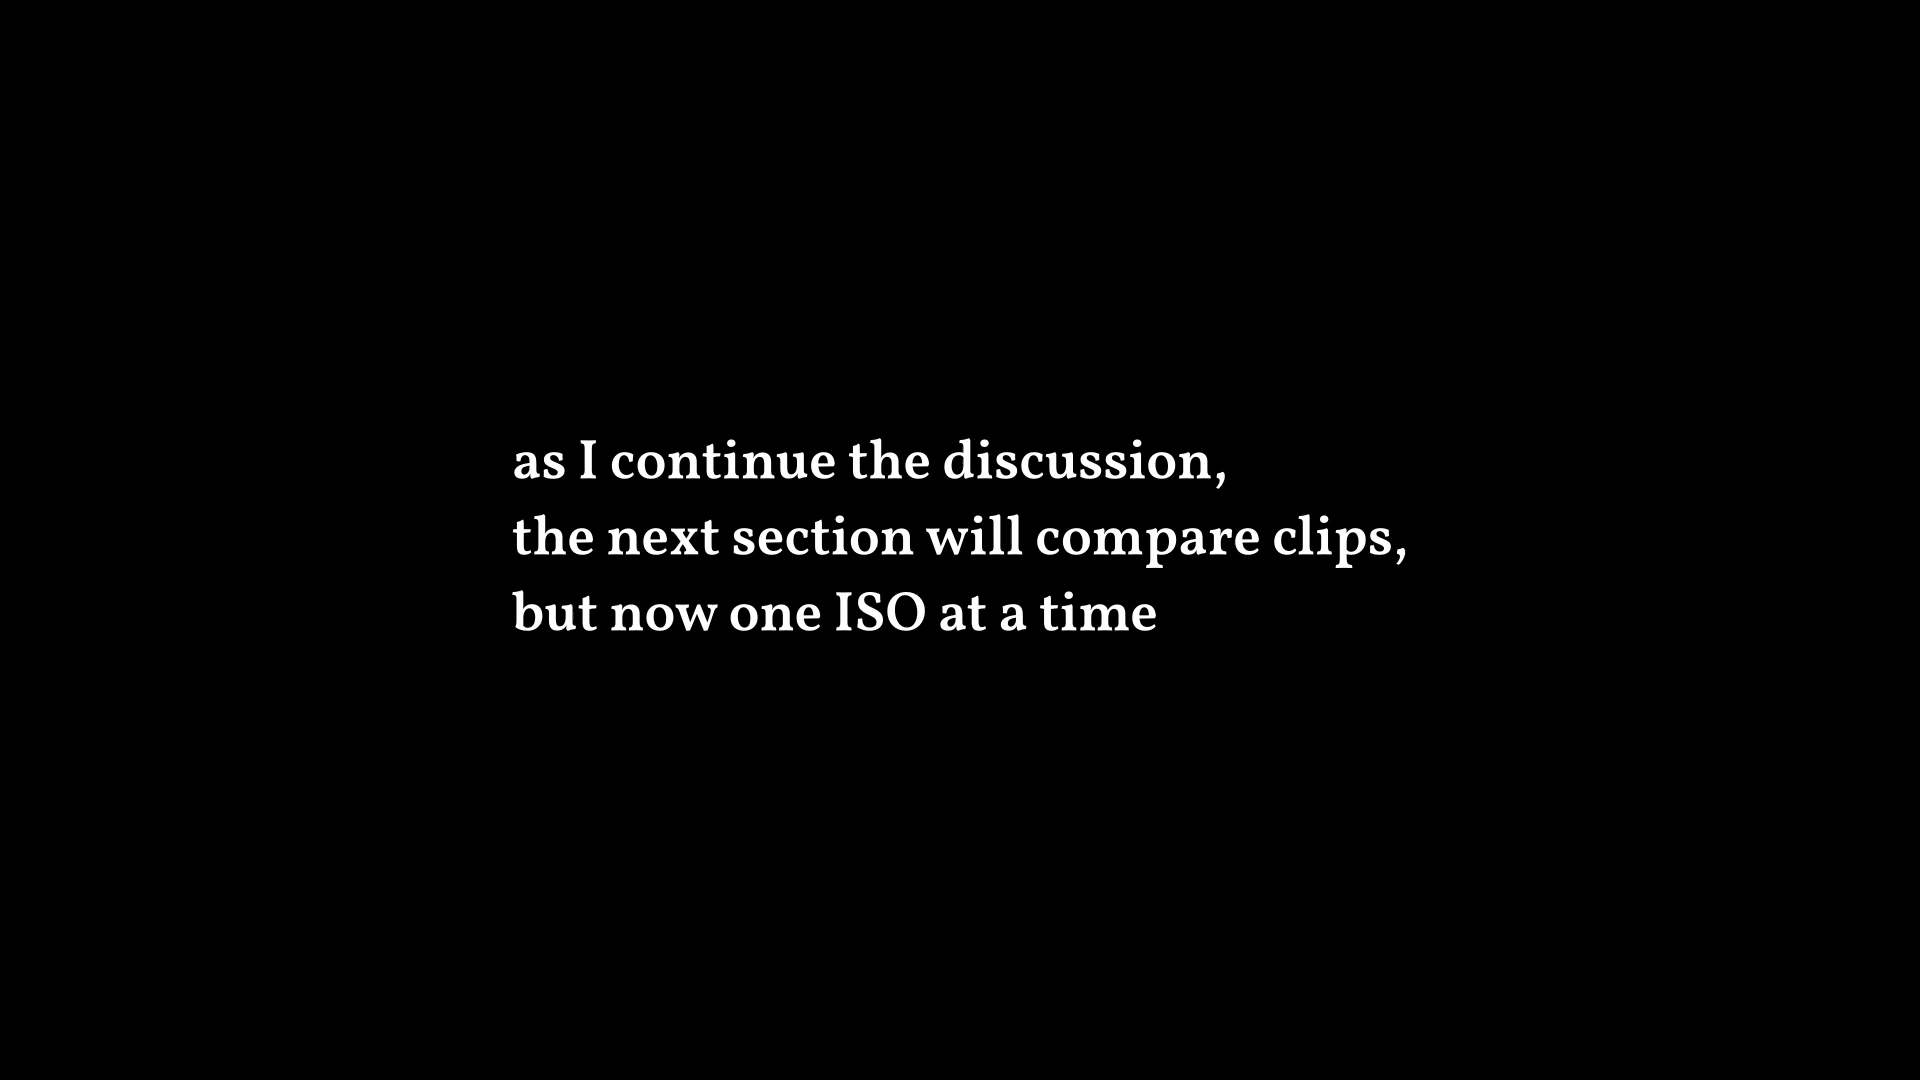 as I continue the discussion,
the next section will compare clips,
but now one ISO at a time